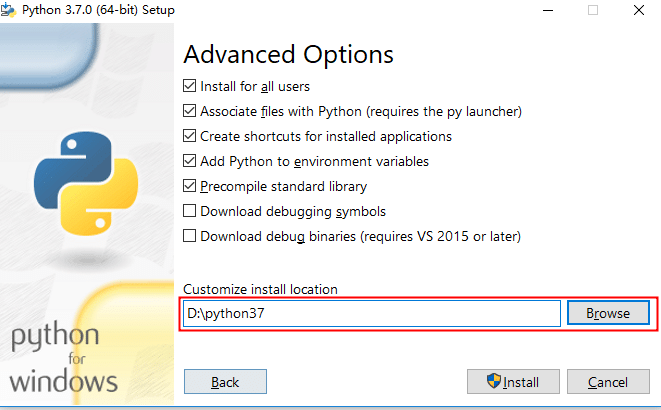 Python 3.7.0 (64-bit) Setup
Advanced Options
Install for all users
Associate files with Python (requires the py launcher)
Create shortcuts for installed applications
Add Python to environment variables
Precompile standard library
Download debugging symbols
Download debug binaries (requires VS 2015 or later)
Customize install location
D:\python37 Browse
python
for
windows
Back Install Cancel